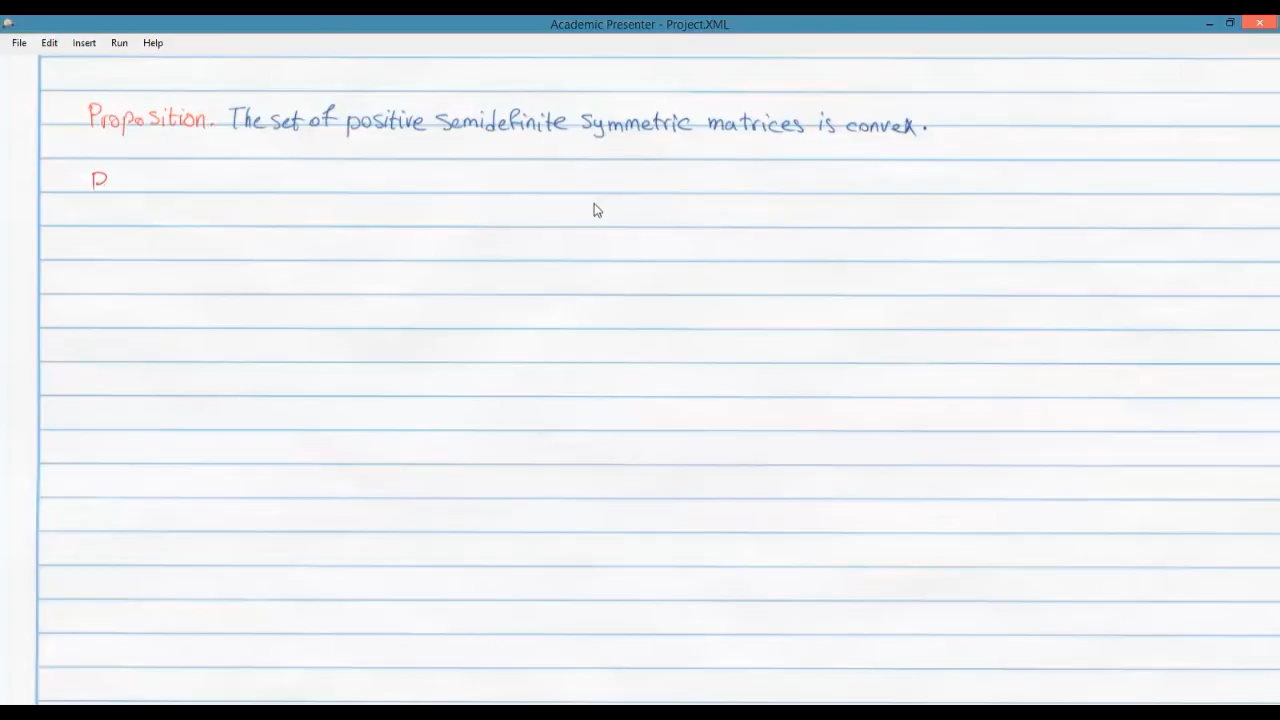 Academic Presenter - Project.XML
File Edit Insert Run Help
Proposition. The set of positive semidefinite symmetric matrices is convex.
P